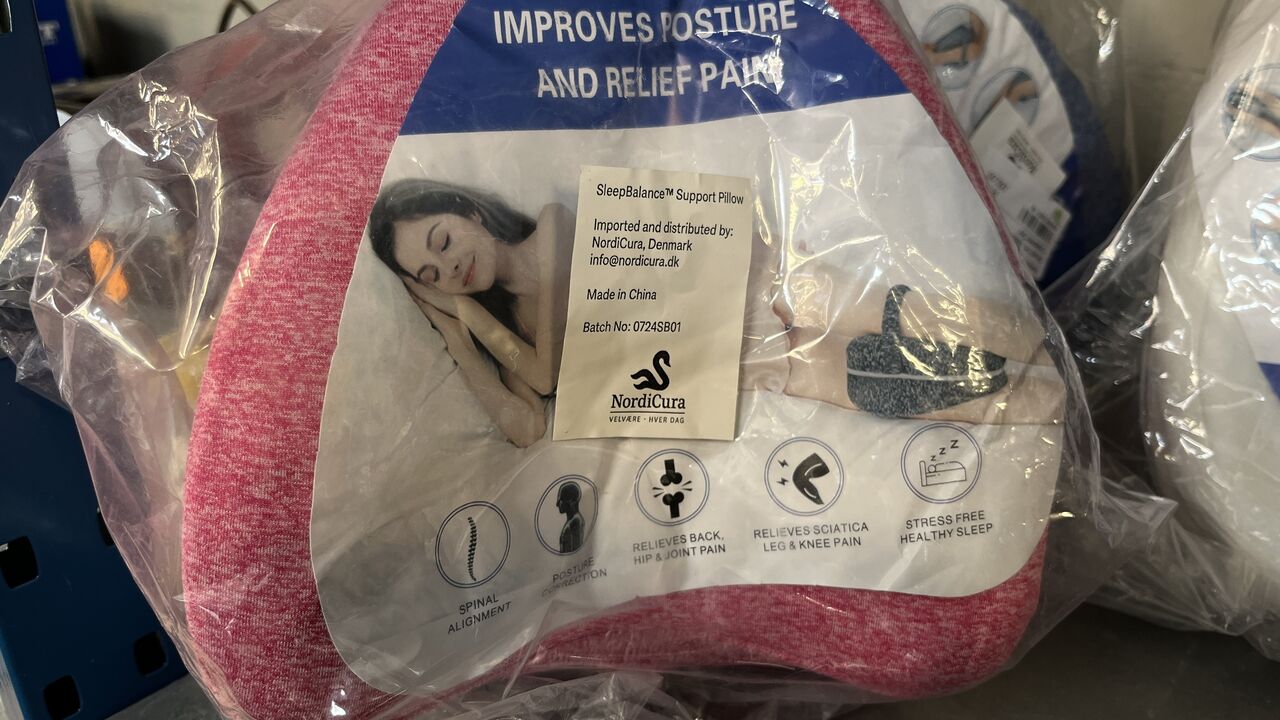 IMPROVES POSTURE
AND RELIEF PAIN
SleepBalance™ Support Pillow
Imported and distributed by:
NordiCura, Denmark
info@nordicura.dk
Made in China
Batch No: 0724SB01
NordiCura
VELVÆRE · HVER DAG
SPINAL
ALIGNMENT
POSTURE
CORRECTION
RELIEVES BACK,
HIP & JOINT PAIN
RELIEVES SCIATICA
LEG & KNEE PAIN
z z z
STRESS FREE
HEALTHY SLEEP